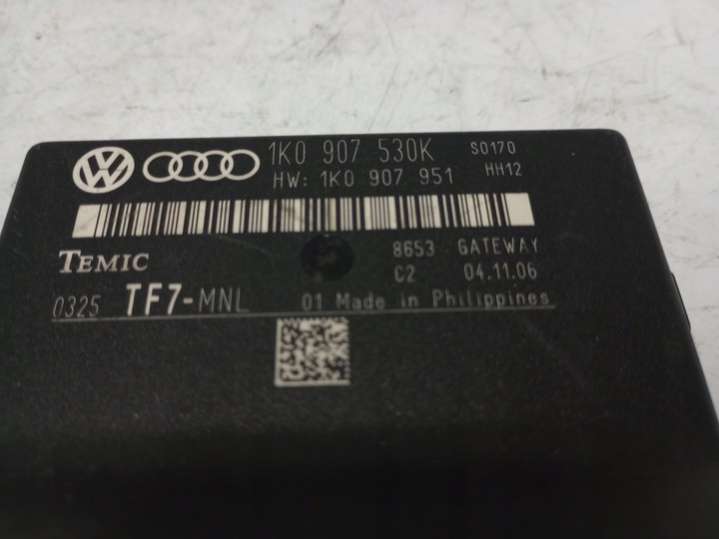 1K0 907 530K S0170
HW: 1K0 907 951 HH12
TEMIC 8653 GATEWAY
C2 04.11.06
0325 TF7-MNL 01 Made in Philippines